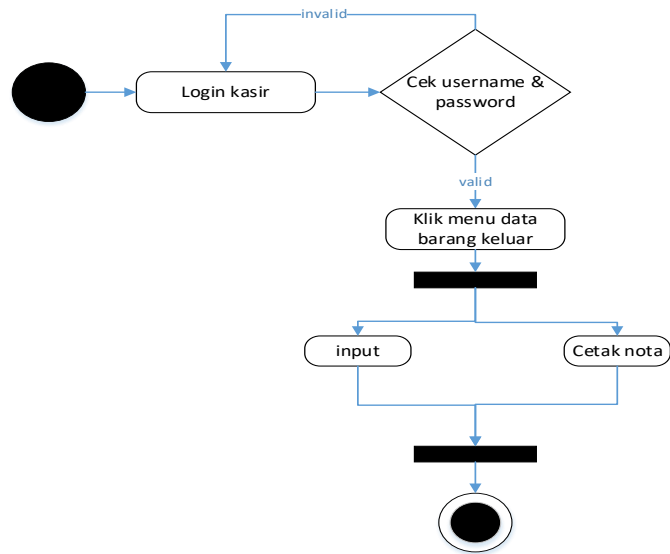 invalid
Login kasir
Cek username &
password
valid
Klik menu data
barang keluar
input
Cetak nota